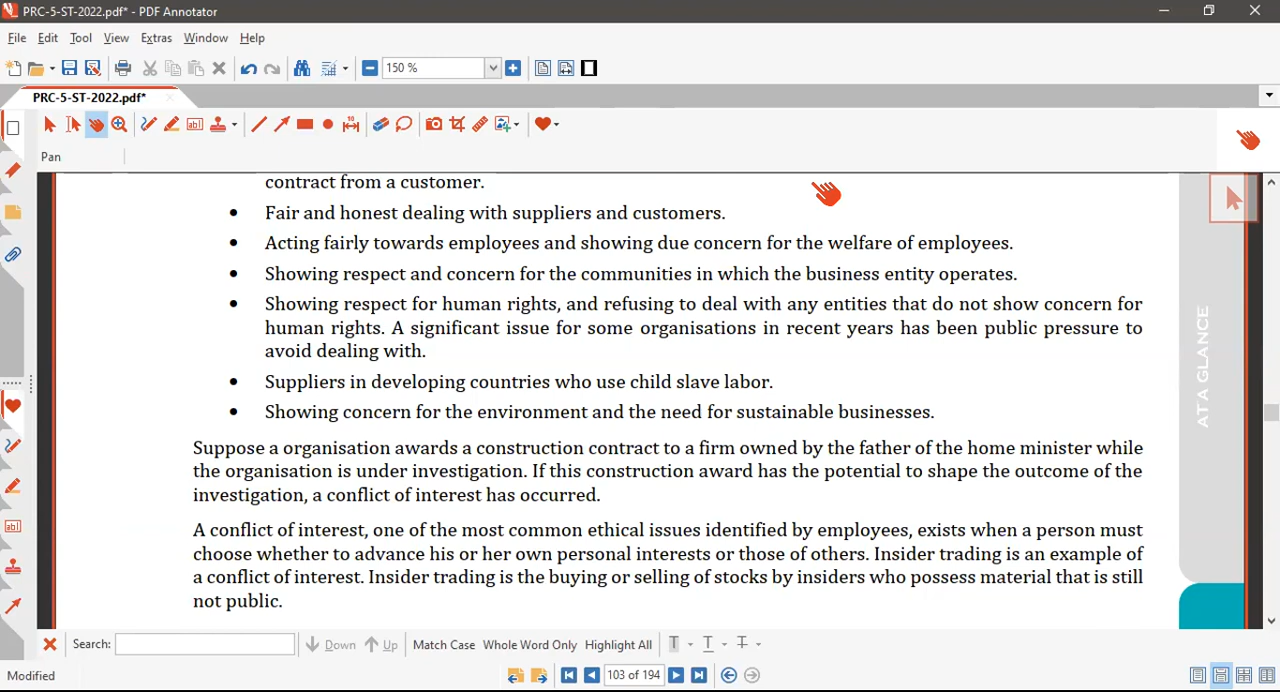 PRC-5-ST-2022.pdf* - PDF Annotator
File Edit Tool View Extras Window Help
150 %
PRC-5-ST-2022.pdf*
Pan
contract from a customer.
• Fair and honest dealing with suppliers and customers.
• Acting fairly towards employees and showing due concern for the welfare of employees.
• Showing respect and concern for the communities in which the business entity operates.
• Showing respect for human rights, and refusing to deal with any entities that do not show concern for
human rights. A significant issue for some organisations in recent years has been public pressure to
avoid dealing with.
• Suppliers in developing countries who use child slave labor.
• Showing concern for the environment and the need for sustainable businesses.
Suppose a organisation awards a construction contract to a firm owned by the father of the home minister while
the organisation is under investigation. If this construction award has the potential to shape the outcome of the
investigation, a conflict of interest has occurred.
A conflict of interest, one of the most common ethical issues identified by employees, exists when a person must
choose whether to advance his or her own personal interests or those of others. Insider trading is an example of
a conflict of interest. Insider trading is the buying or selling of stocks by insiders who possess material that is still
not public.
AT A GLANCE
Search: Down Up Match Case Whole Word Only Highlight All
Modified
103 of 194